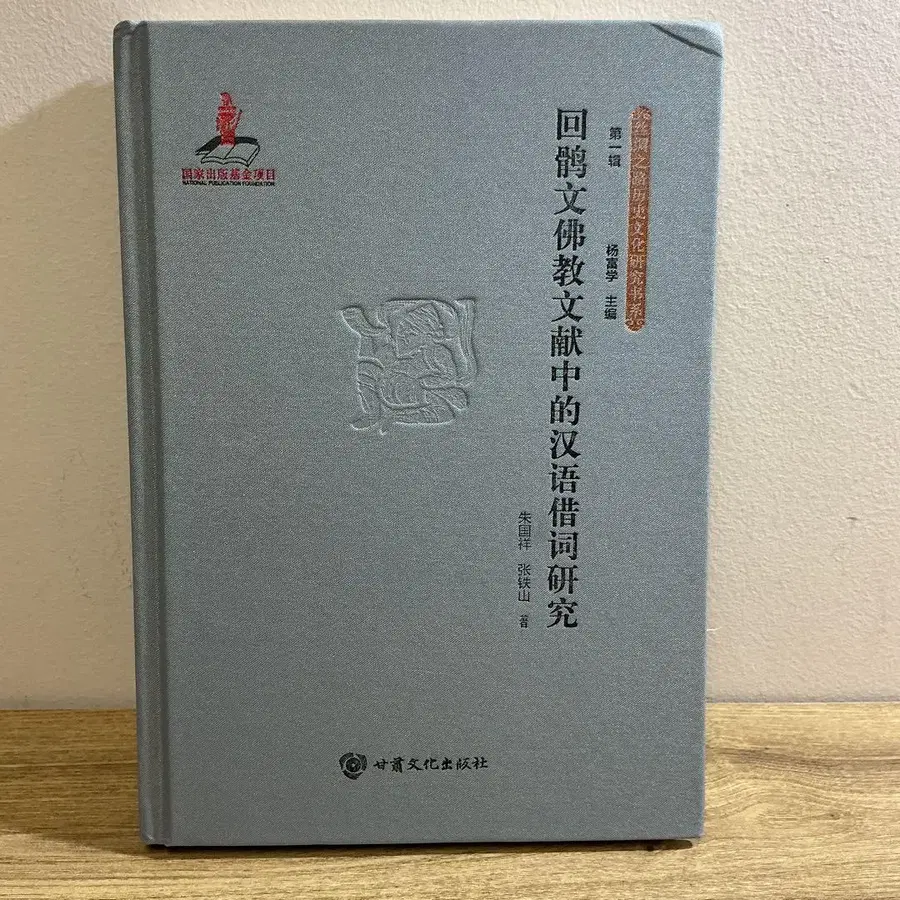 丝绸之路历史文化研究书系
第一辑
杨富学 主编
回鹘文佛教文献中的汉语借词研究
朱国祥 张铁山 著
国家出版基金项目
NATIONAL PUBLICATION FOUNDATION
甘肃文化出版社